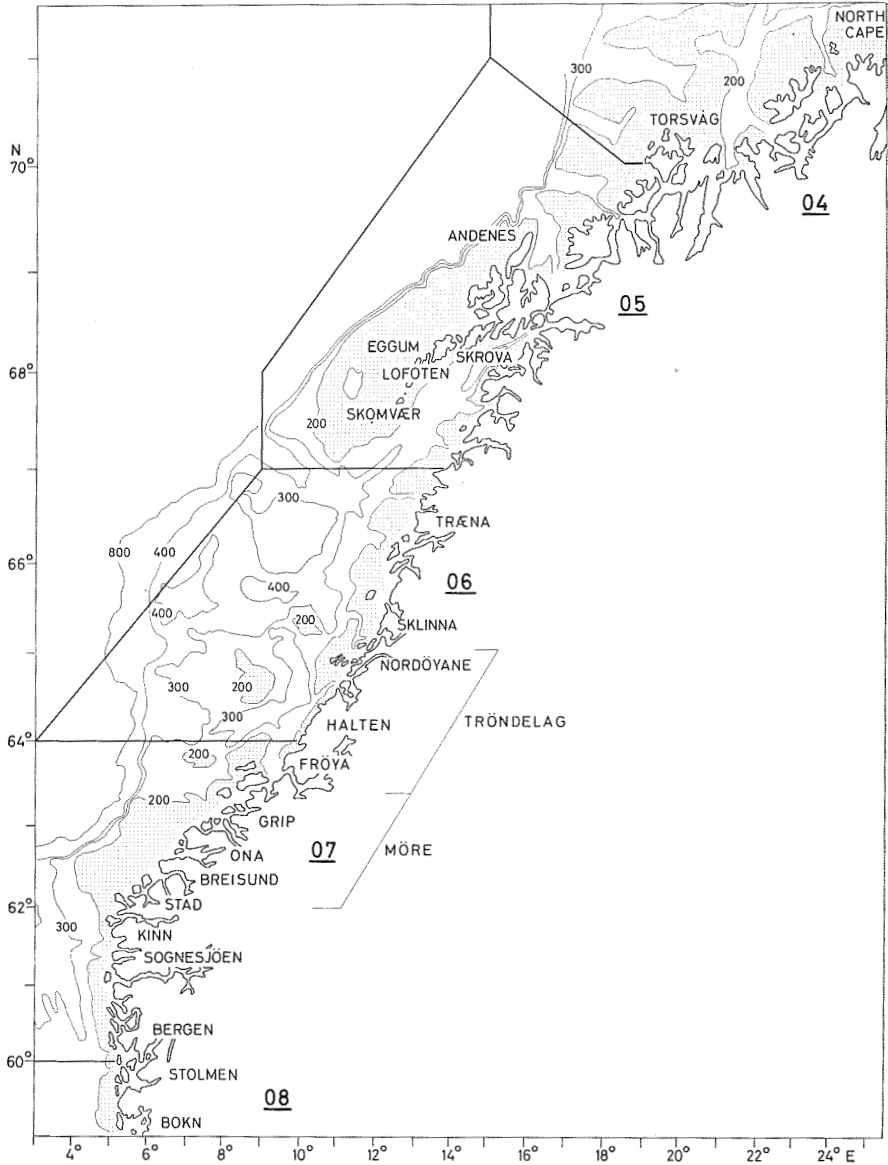 NORTH
CAPE
300
200
TORSVÅG
N
70°
04
ANDENES
05
EGGUM
SKROVA
68°
LOFOTEN
SKOMVÆR
200
300
TRÆNA
800
400
66°
06
400
400
200
SKLINNA
NORDÖYANE
300
200
300
TRÖNDELAG
HALTEN
64°
200
FRÖYA
200
GRIP
07
MÖRE
ONA
BREISUND
62°
STAD
300
KINN
SOGNESJÖEN
BERGEN
60°
STOLMEN
08
BOKN
4° 6° 8° 10° 12° 14° 16° 18° 20° 22° 24° E